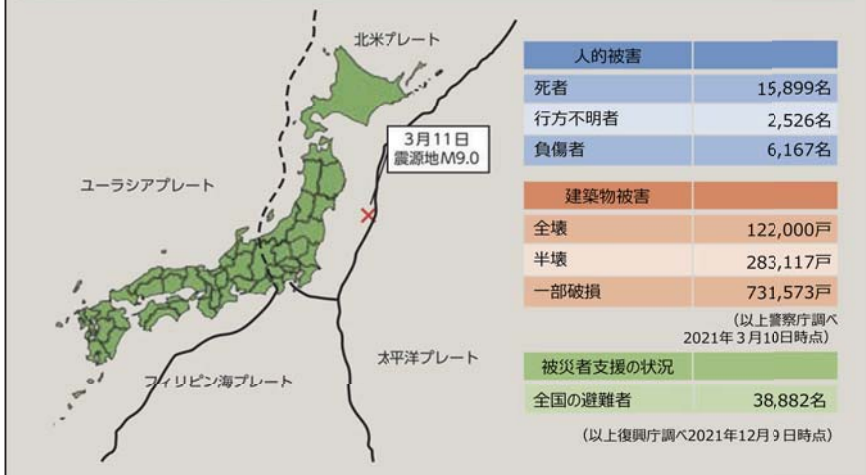 北米プレート
3月11日
震源地M9.0
ユーラシアプレート
太平洋プレート
フィリピン海プレート
人的被害
死者 15,899名
行方不明者 2,526名
負傷者 6,167名
建築物被害
全壊 122,000戸
半壊 283,117戸
一部破損 731,573戸
(以上警察庁調べ
2021年3月10日時点)
被災者支援の状況
全国の避難者 38,882名
(以上復興庁調べ2021年12月9日時点)